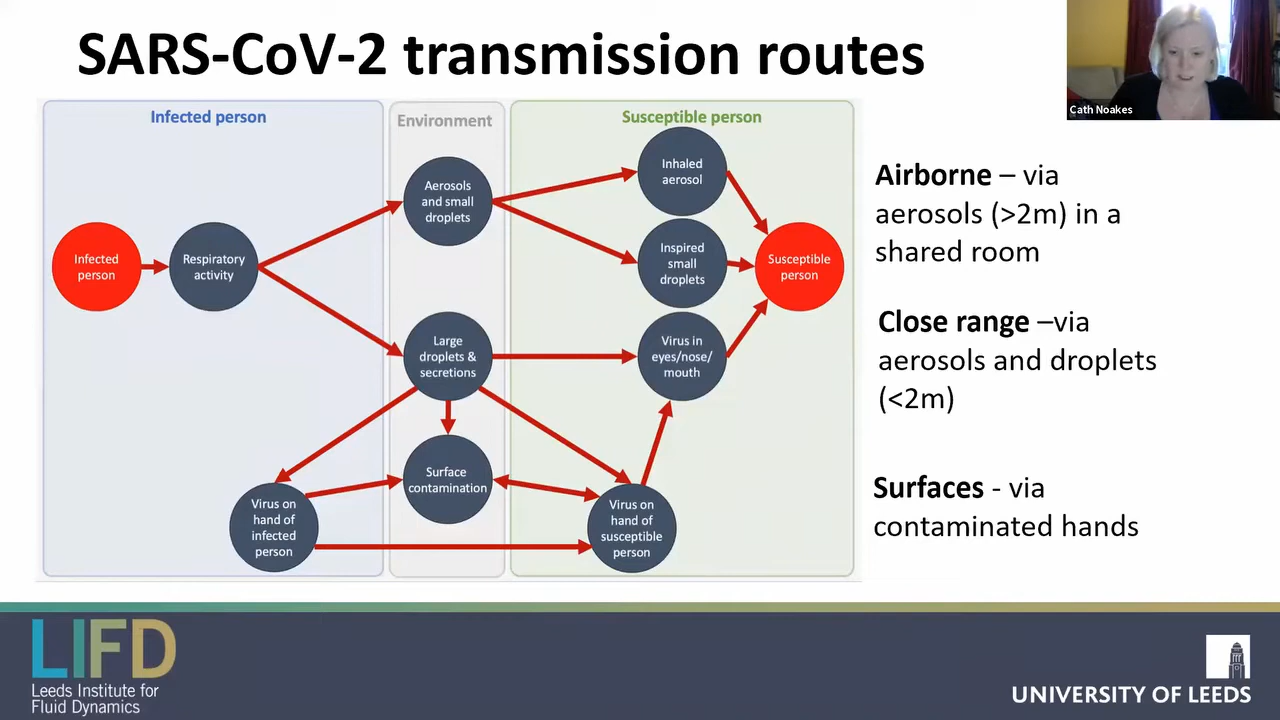 SARS-CoV-2 transmission routes
Cath Noakes
Infected person
Environment
Susceptible person
Infected
person
Respiratory
activity
Aerosols
and small
droplets
Large
droplets &
secretions
Surface
contamination
Virus on
hand of
infected
person
Inhaled
aerosol
Inspired
small
droplets
Virus in
eyes/nose/
mouth
Virus on
hand of
susceptible
person
Susceptible
person
Airborne – via
aerosols (>2m) in a
shared room
Close range –via
aerosols and droplets
(<2m)
Surfaces - via
contaminated hands
LIFD
Leeds Institute for
Fluid Dynamics
UNIVERSITY OF LEEDS